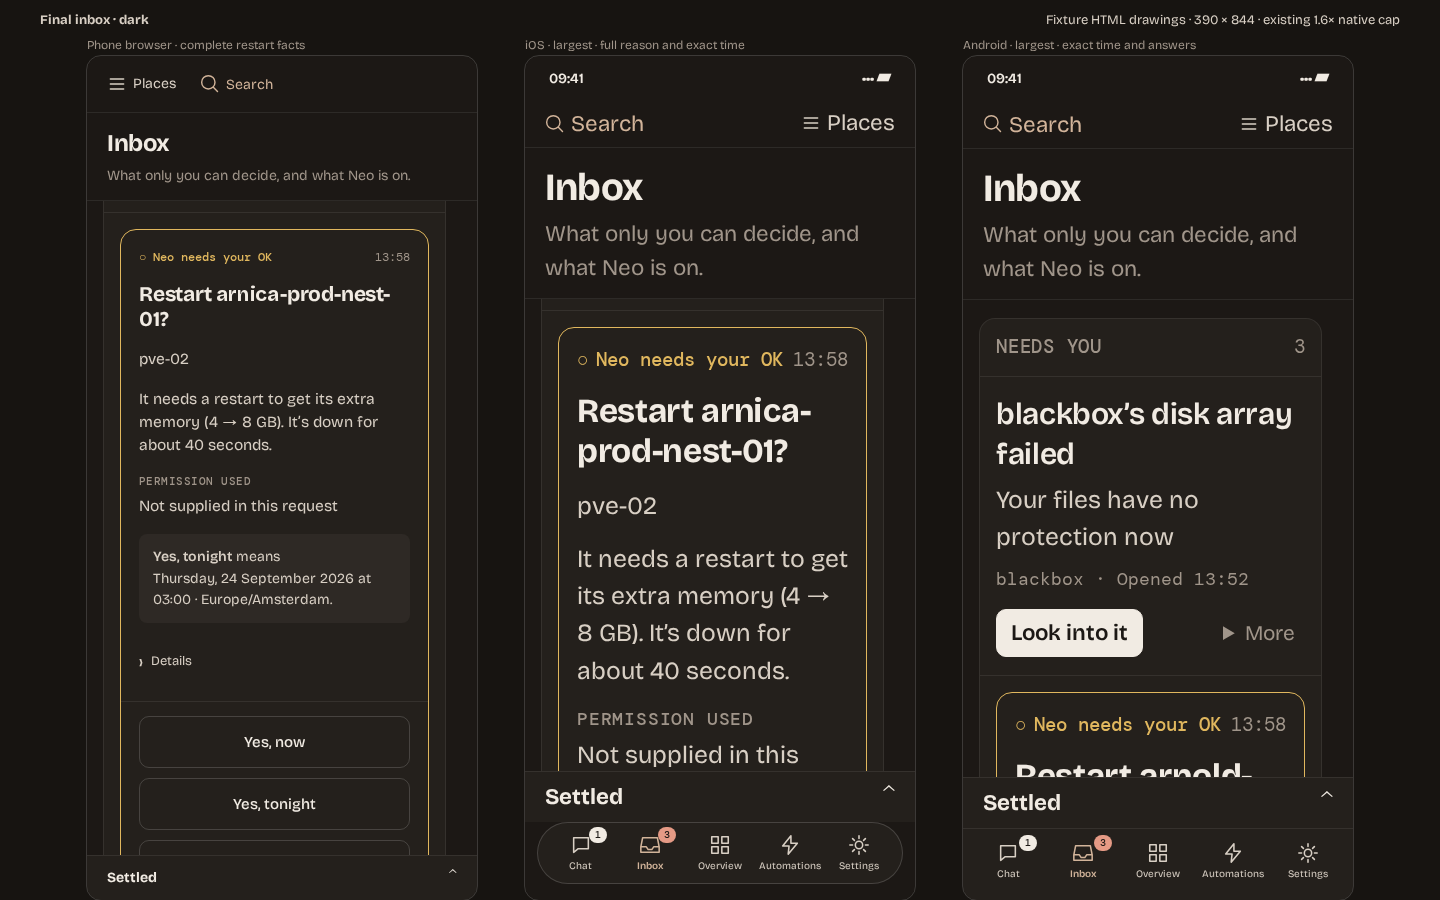 Final inbox · dark
Fixture HTML drawings · 390 × 844 · existing 1.6× native cap
Phone browser · complete restart facts
Places
Search
Inbox
What only you can decide, and what Neo is on.
Neo needs your OK 13:58
Restart arnica-prod-nest-
01?
pve-02
It needs a restart to get its extra
memory (4 → 8 GB). It’s down for
about 40 seconds.
PERMISSION USED
Not supplied in this request
Yes, tonight means
Thursday, 24 September 2026 at
03:00 · Europe/Amsterdam.
Details
Yes, now
Yes, tonight
Settled
iOS · largest · full reason and exact time
09:41
Search
Places
Inbox
What only you can decide, and
what Neo is on.
Neo needs your OK 13:58
Restart arnica-
prod-nest-01?
pve-02
It needs a restart to get
its extra memory (4 →
8 GB). It’s down for
about 40 seconds.
PERMISSION USED
Not supplied in this
Settled
1
3
Chat
Inbox
Overview
Automations
Settings
Android · largest · exact time and answers
09:41
Search
Places
Inbox
What only you can decide, and
what Neo is on.
NEEDS YOU 3
blackbox’s disk array
failed
Your files have no
protection now
blackbox · Opened 13:52
Look into it
More
Neo needs your OK 13:58
Restart arnold-
Settled
1
3
Chat
Inbox
Overview
Automations
Settings